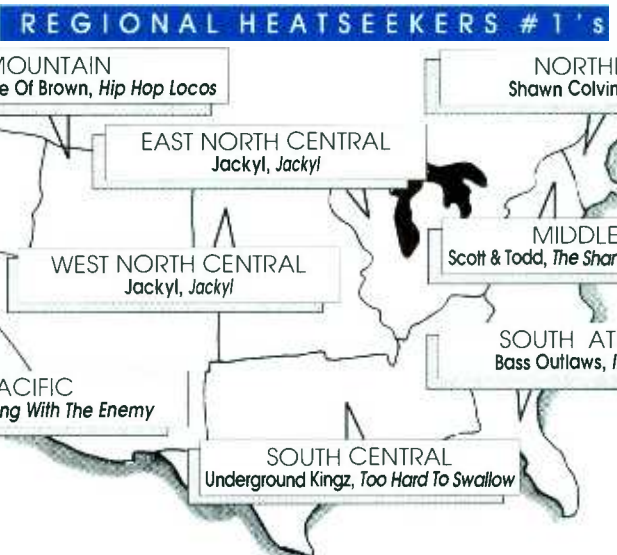 REGIONAL HEATSEEKERS #1's
MOUNTAIN
e Of Brown, Hip Hop Locos
NORTH
Shawn Colvin
EAST NORTH CENTRAL
Jackyl, Jackyl
MIDDLE
Scott & Todd, The Shar
WEST NORTH CENTRAL
Jackyl, Jackyl
SOUTH AT
Bass Outlaws,
ACIFIC
ng With The Enemy
SOUTH CENTRAL
Underground Kingz, Too Hard To Swallow